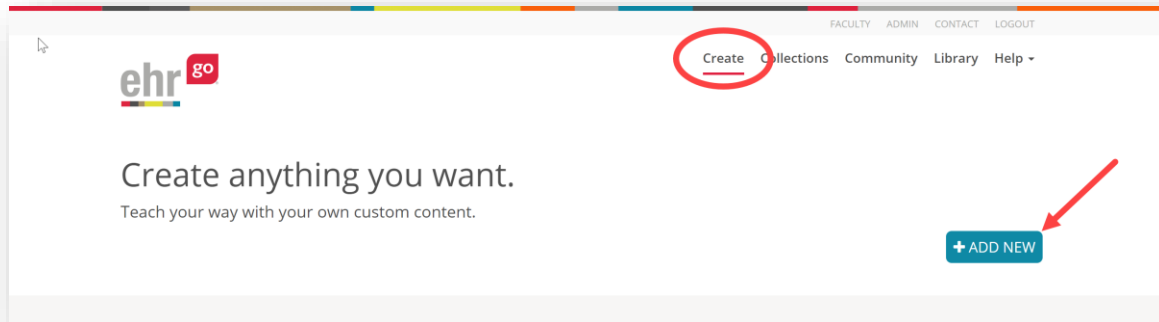 FACULTY ADMIN CONTACT LOGOUT
Create Collections Community Library Help
ehr go
Create anything you want.
Teach your way with your own custom content.
+ ADD NEW